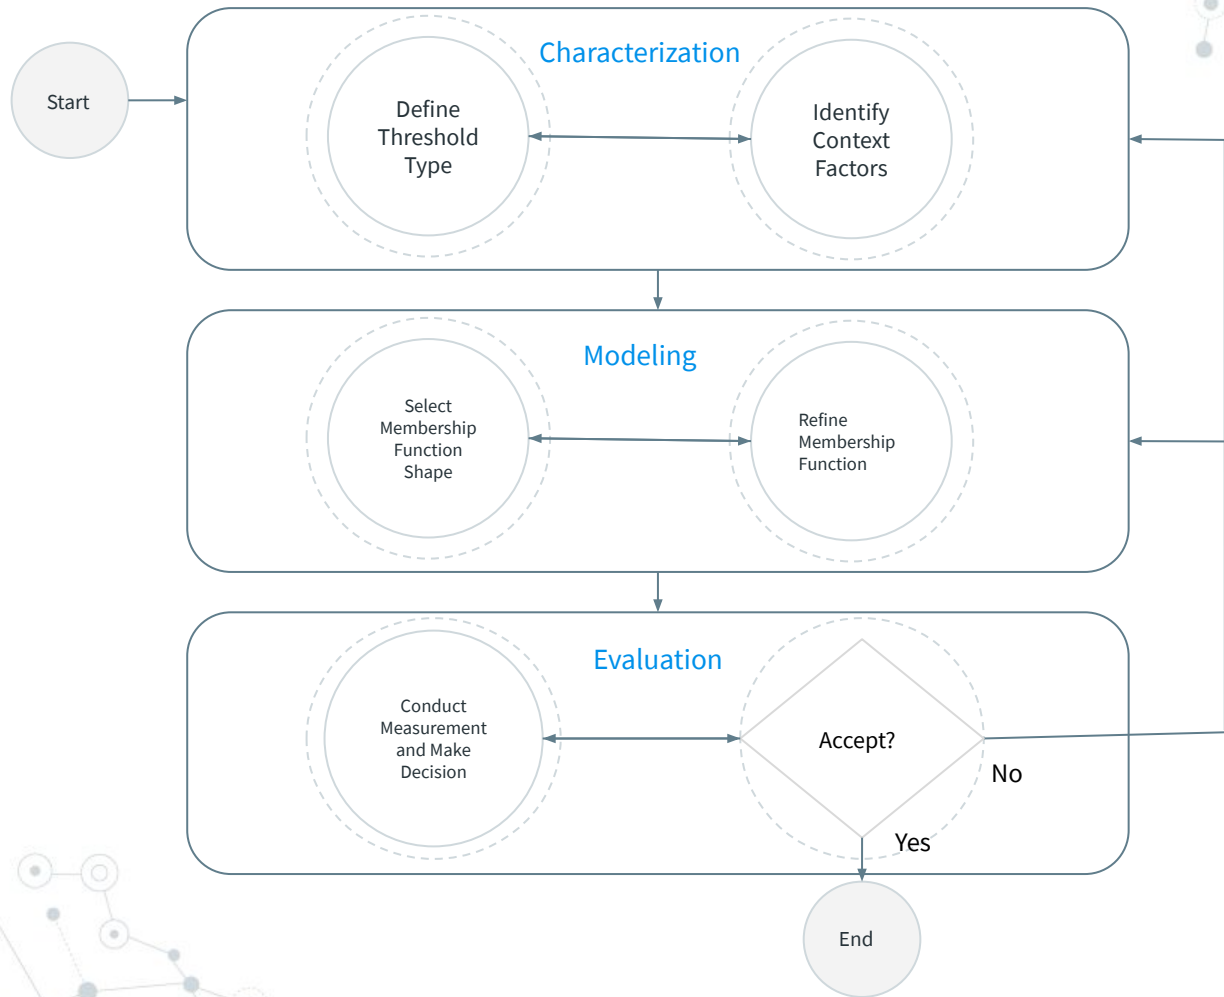 Characterization
Start
Define
Threshold
Type
Identify
Context
Factors
Modeling
Select
Membership
Function
Shape
Refine
Membership
Function
Evaluation
Conduct
Measurement
and Make
Decision
Accept?
No
Yes
End